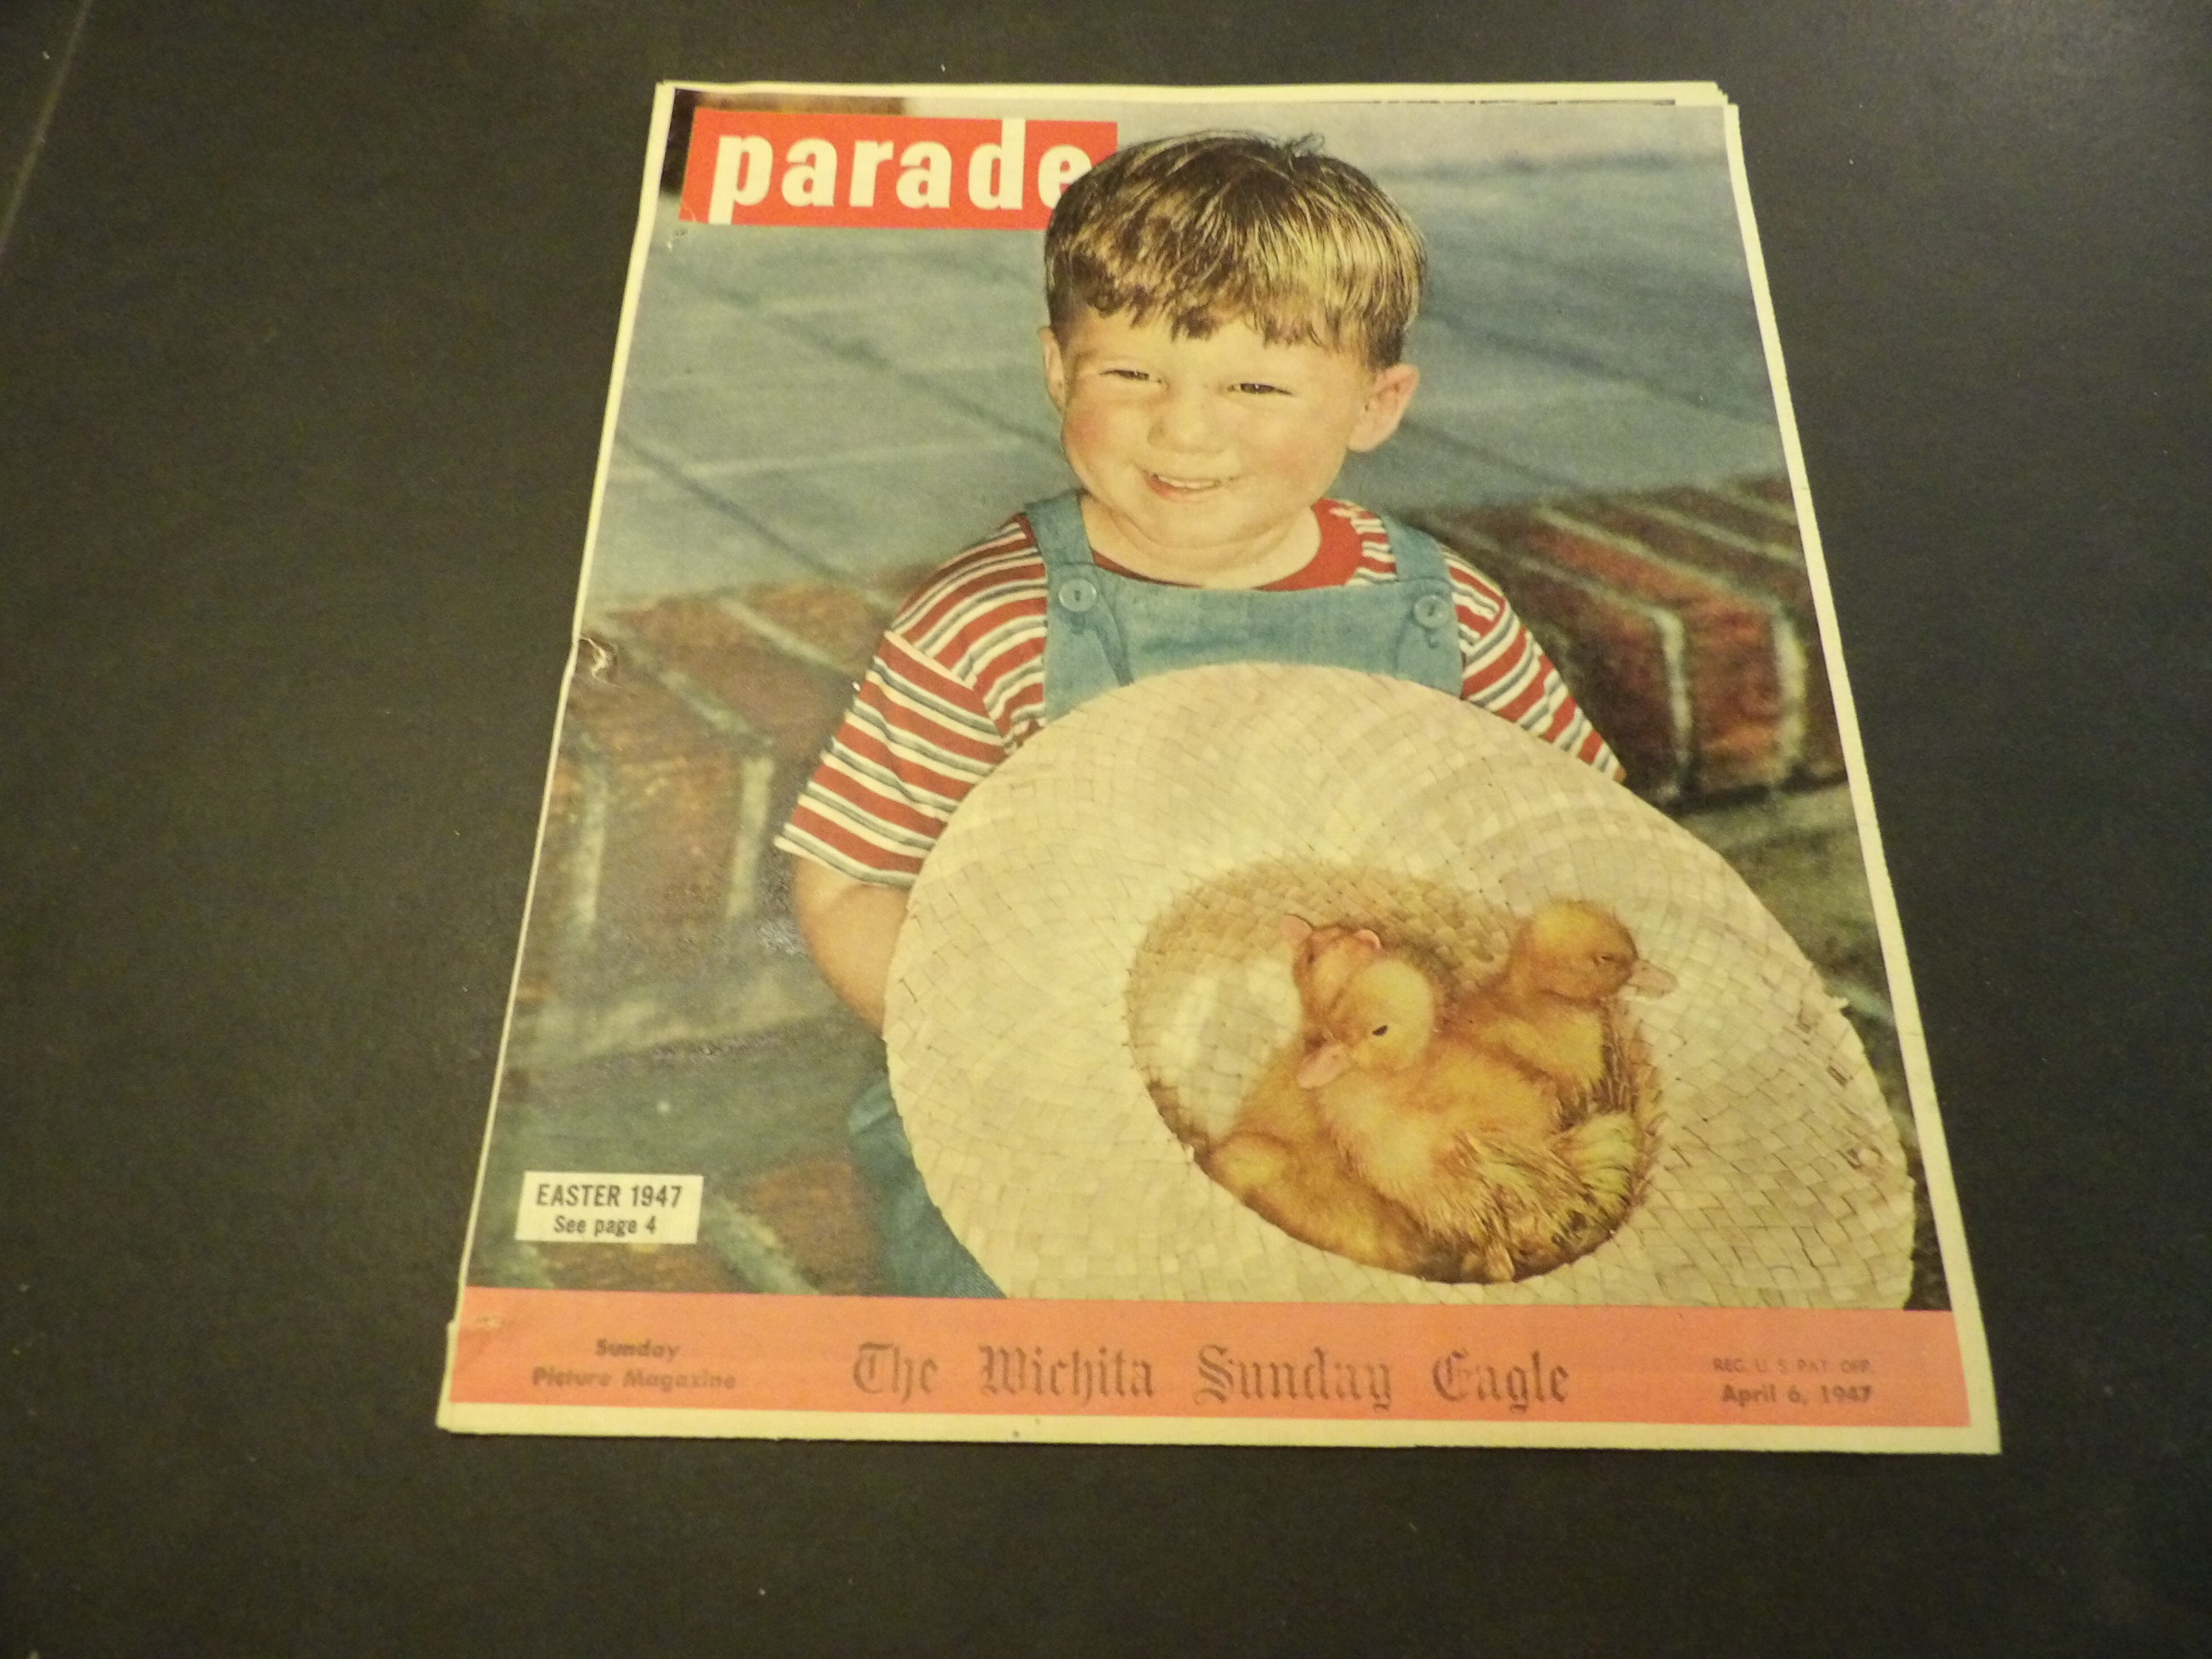 parade
EASTER 1947
See page 4
Sunday
Picture Magazine
The Wichita Sunday Eagle
REG. U. S. PAT. OFF.
April 6, 1947